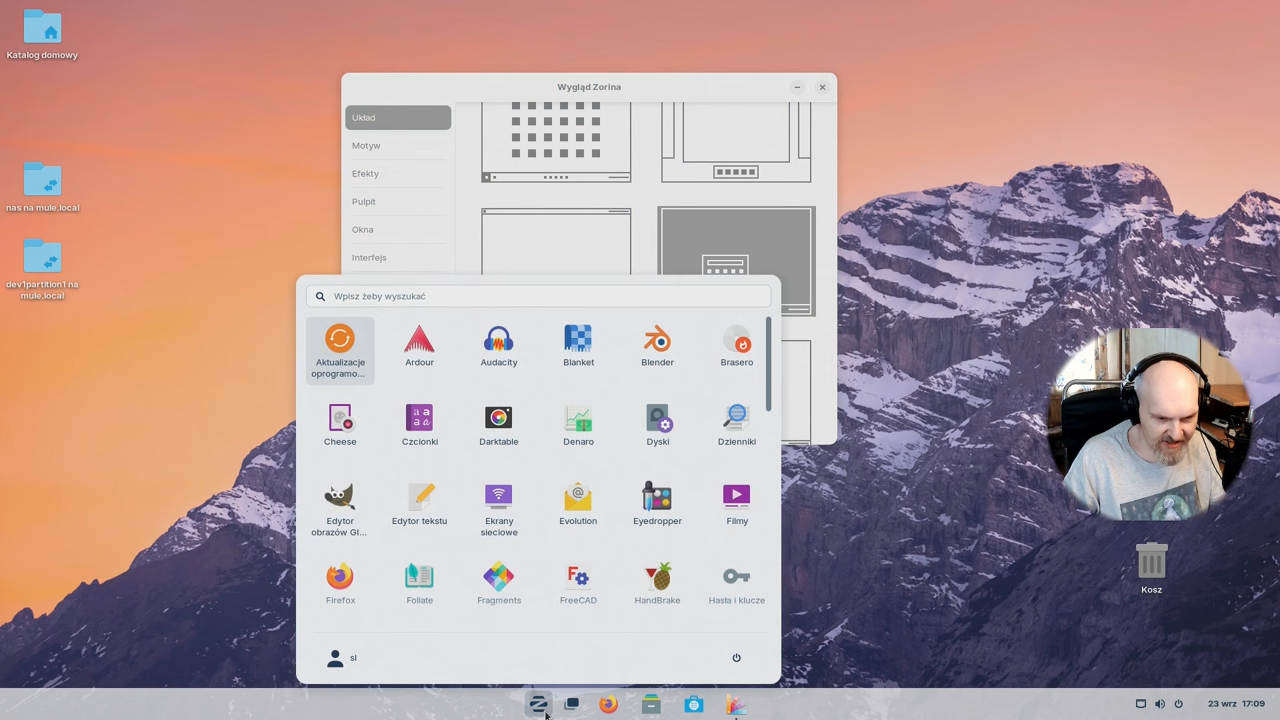 Katalog domowy
nas na mule.local
dev1partition1 na
mule.local
Wygląd Zorina
Układ
Motyw
Efekty
Pulpit
Okna
Interfejs
Wpisz żeby wyszukać
Aktualizacje
oprogramo...
Ardour
Audacity
Blanket
Blender
Brasero
Cheese
Czcionki
Darktable
Denaro
Dyski
Dzienniki
Edytor
obrazów GI...
Edytor tekstu
Ekrany
sieciowe
Evolution
Eyedropper
Filmy
Firefox
Foliate
Fragments
FreeCAD
HandBrake
Hasła i klucze
sl
Kosz
23 wrz 17:09